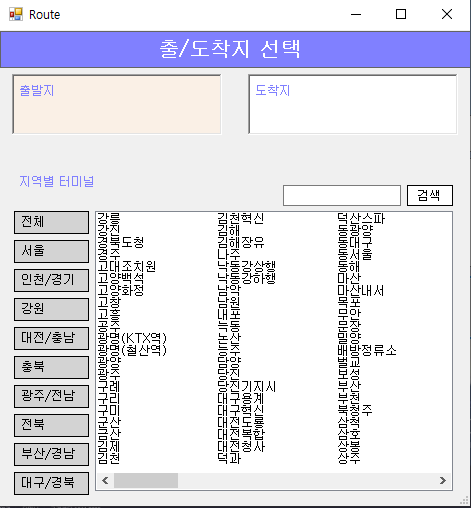 Route
출/도착지 선택
출발지
도착지
지역별 터미널
검색
전체
서울
인천/경기
강원
대전/충남
충북
광주/전남
전북
부산/경남
대구/경북
강릉
강진
경북도청
경주
고대조치원
고양백석
고양화정
고창
고흥
공주
광명(KTX역)
광명(철산역)
광양
광주
구례
구리
구미
군산
금산
김제
김천
김천혁신
김해
김해장유
나주
낙동강상행
낙동강하행
남악
남원
내포
녹동
논산
능주
담양
당진
당진기지시
대구용계
대구혁신
대전도룡
대전복합
대전청사
덕과
덕산스파
동광양
동대구
동서울
동해
마산
마산내서
목포
무안
문장
밀양
배방정류소
벌교
보성
부산
부천
북청주
삼척
삼호
상봉
상주